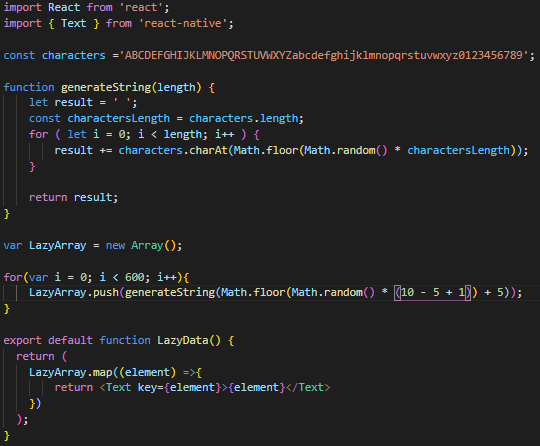 import React from 'react';
import { Text } from 'react-native';
const characters ='ABCDEFGHIJKLMNOPQRSTUVWXYZabcdefghijklmnopqrstuvwxyz0123456789';
function generateString(length) {
    let result = ' ';
    const charactersLength = characters.length;
    for ( let i = 0; i < length; i++ ) {
        result += characters.charAt(Math.floor(Math.random() * charactersLength));
    }
    return result;
}
var LazyArray = new Array();
for(var i = 0; i < 600; i++){
    LazyArray.push(generateString(Math.floor(Math.random() * (10 - 5 + 1)) + 5));
}
export default function LazyData() {
  return (
    LazyArray.map((element) =>{
        return <Text key={element}>{element}</Text>
    })
  );
}